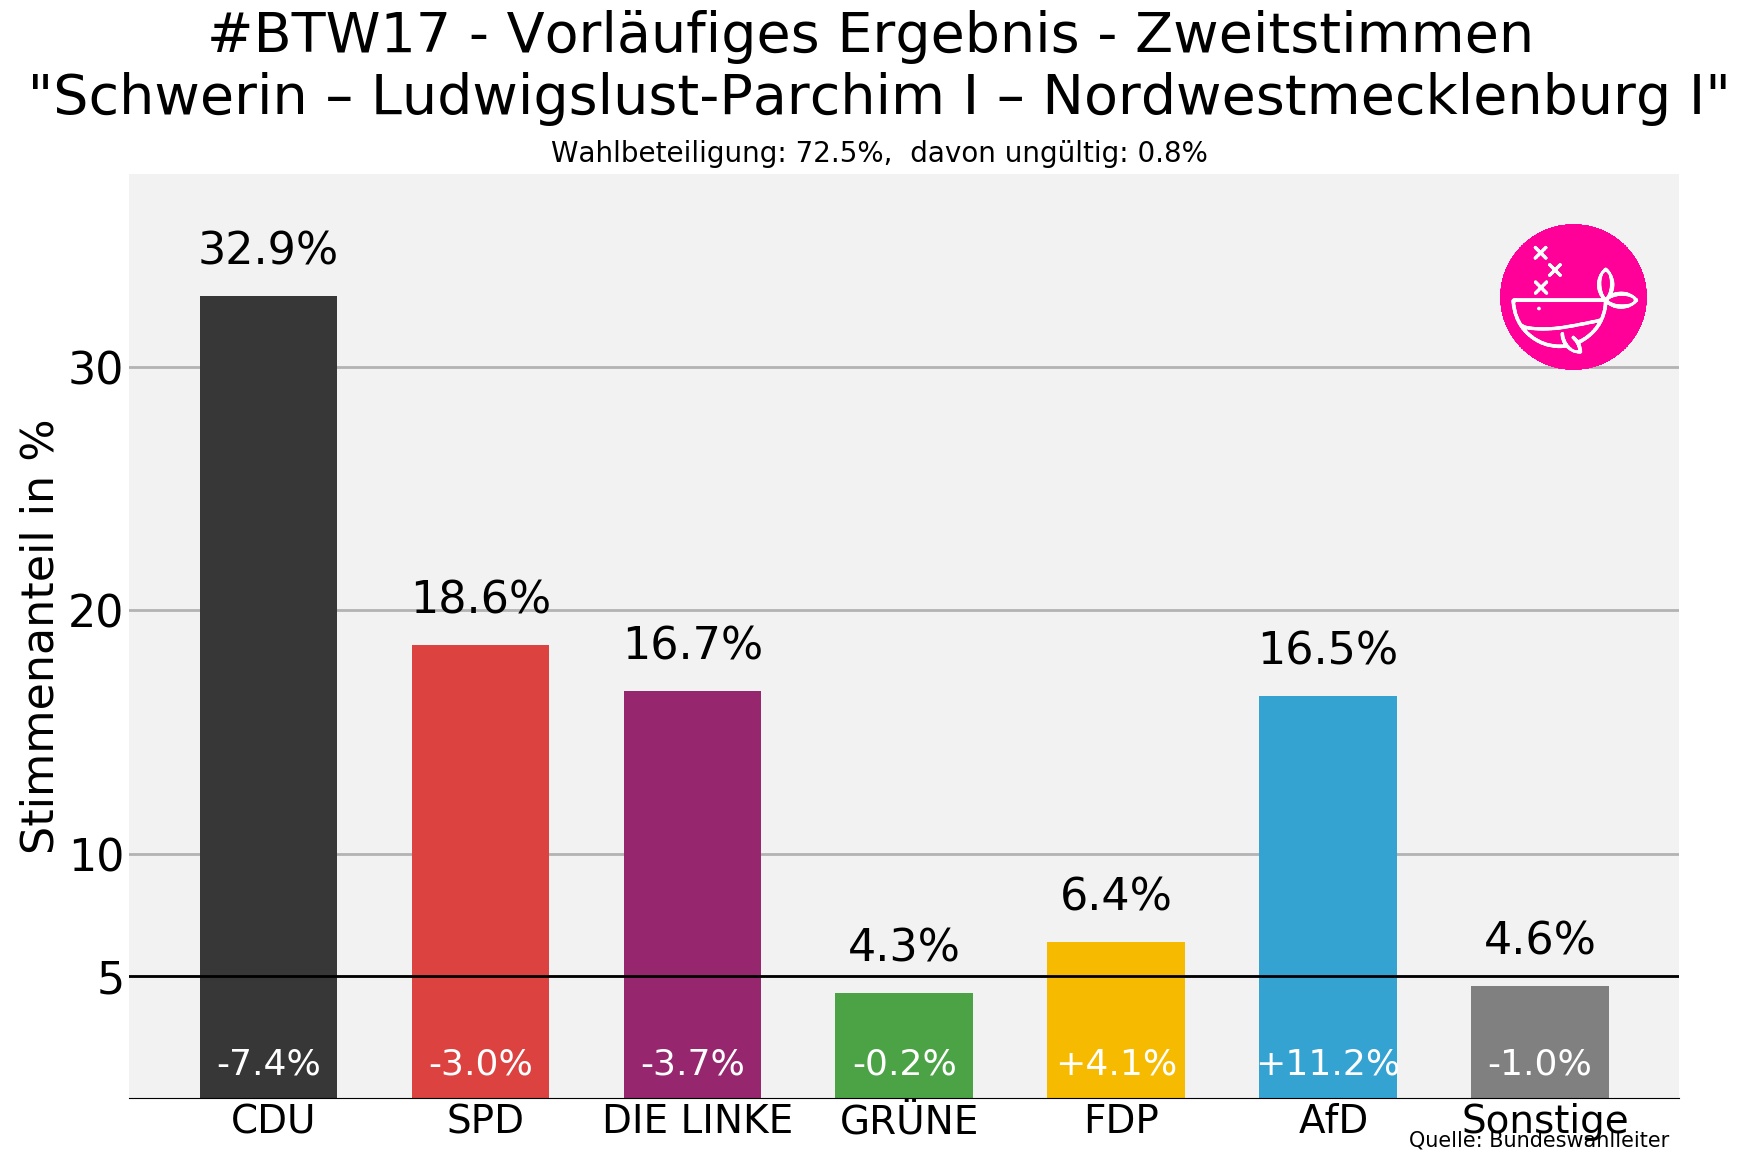 #BTW17 - Vorläufiges Ergebnis - Zweitstimmen
"Schwerin – Ludwigslust-Parchim I – Nordwestmecklenburg I"
Wahlbeteiligung: 72.5%,  davon ungültig: 0.8%
32.9%
18.6%
16.7%
4.3%
6.4%
16.5%
4.6%
30
20
10
5
Stimmenanteil in %
-7.4%
-3.0%
-3.7%
-0.2%
+4.1%
+11.2%
-1.0%
CDU
SPD
DIE LINKE
GRÜNE
FDP
AfD
Sonstige
Quelle: Bundeswahlleiter